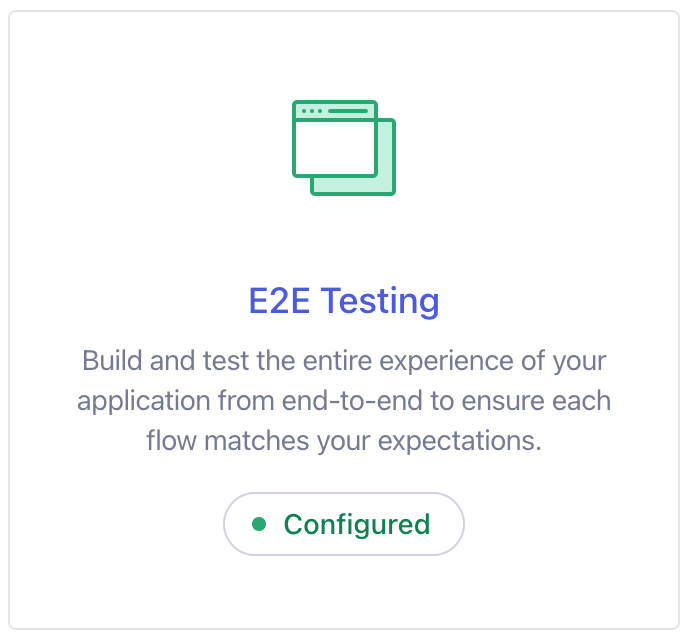 E2E Testing
Build and test the entire experience of your
application from end-to-end to ensure each
flow matches your expectations.
Configured